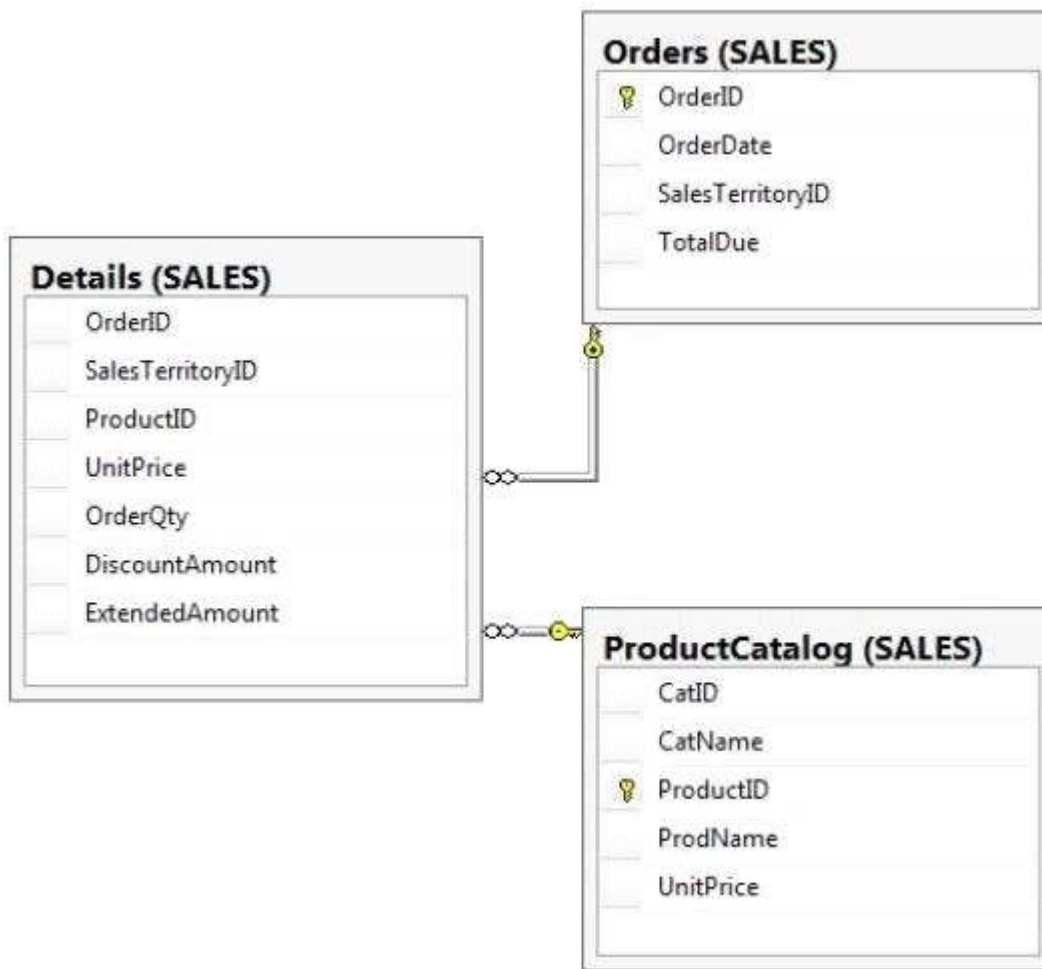 Orders (SALES)
OrderID
OrderDate
SalesTerritoryID
TotalDue
Details (SALES)
OrderID
SalesTerritoryID
ProductID
UnitPrice
OrderQty
DiscountAmount
ExtendedAmount
ProductCatalog (SALES)
CatID
CatName
ProductID
ProdName
UnitPrice